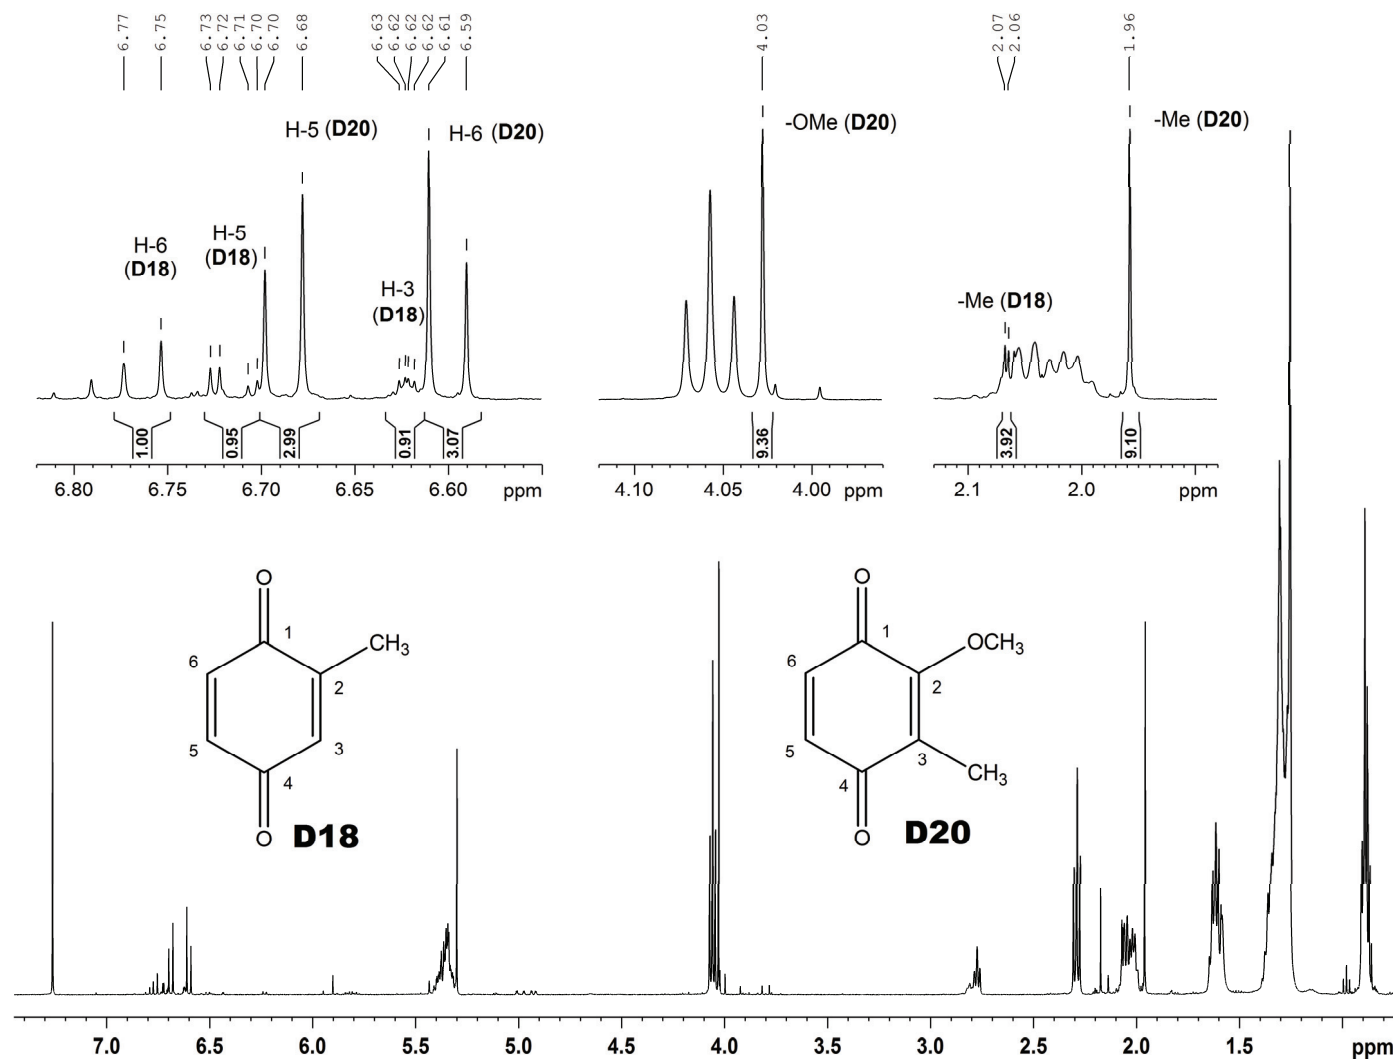 6.77
6.75
6.73
6.72
6.71
6.70
6.70
6.68
6.63
6.62
6.62
6.62
6.61
6.59
4.03
2.07
2.06
1.96
H-5 (D20)
H-6 (D20)
-OMe (D20)
-Me (D20)
H-6
(D18)
H-5
(D18)
H-3
(D18)
-Me (D18)
1.00
0.95
2.99
0.91
3.07
9.36
3.92
9.10
6.80 6.75 6.70 6.65 6.60 ppm
4.10 4.05 4.00 ppm
2.1 2.0 ppm
O
1
CH3
6
2
5
3
4
O
D18
O
1
OCH3
6
2
5
3
4
CH3
O
D20
7.0 6.5 6.0 5.5 5.0 4.5 4.0 3.5 3.0 2.5 2.0 1.5 ppm